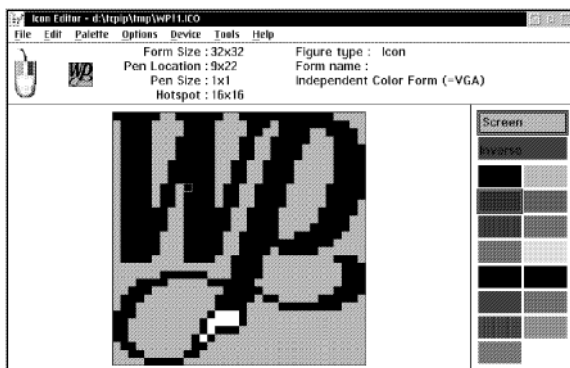 Icon Editor - d:\tcpip\tmp\WP11.ICO
File Edit Palette Options Device Tools Help
Form Size : 32x32 Figure type : Icon
Pen Location : 9x22 Form name :
Pen Size : 1x1 Independent Color Form (=VGA)
Hotspot : 16x16
WP
Screen
Inverse